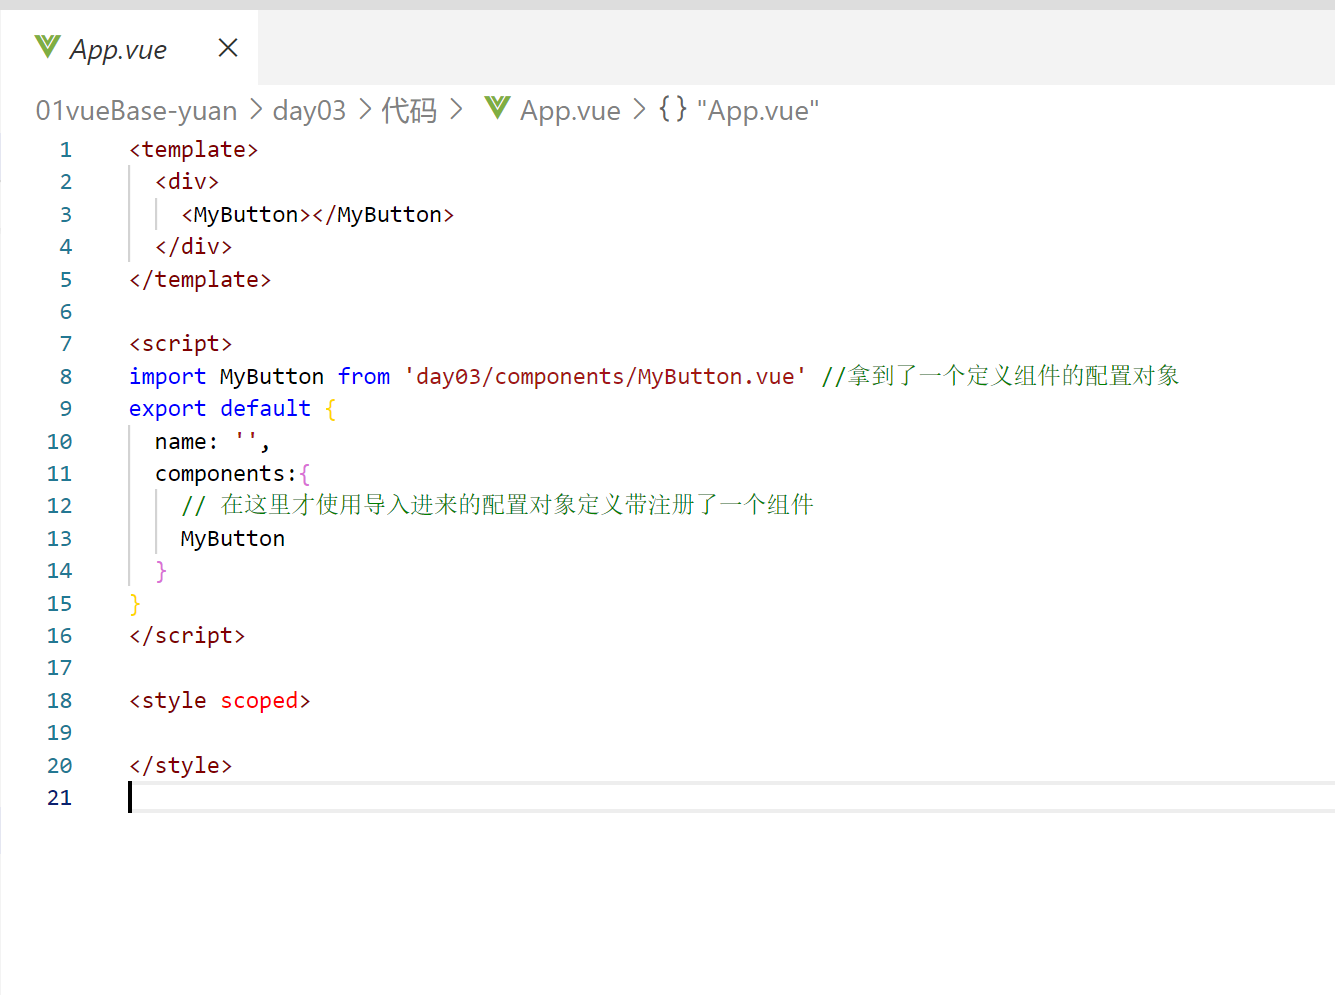 App.vue
01vueBase-yuan > day03 > 代码 > App.vue > {} "App.vue"
1 <template>
2 <div>
3 <MyButton></MyButton>
4 </div>
5 </template>
6
7 <script>
8 import MyButton from 'day03/components/MyButton.vue' //拿到了一个定义组件的配置对象
9 export default {
10 name: '',
11 components:{
12 // 在这里才使用导入进来的配置对象定义带注册了一个组件
13 MyButton
14 }
15 }
16 </script>
17
18 <style scoped>
19
20 </style>
21